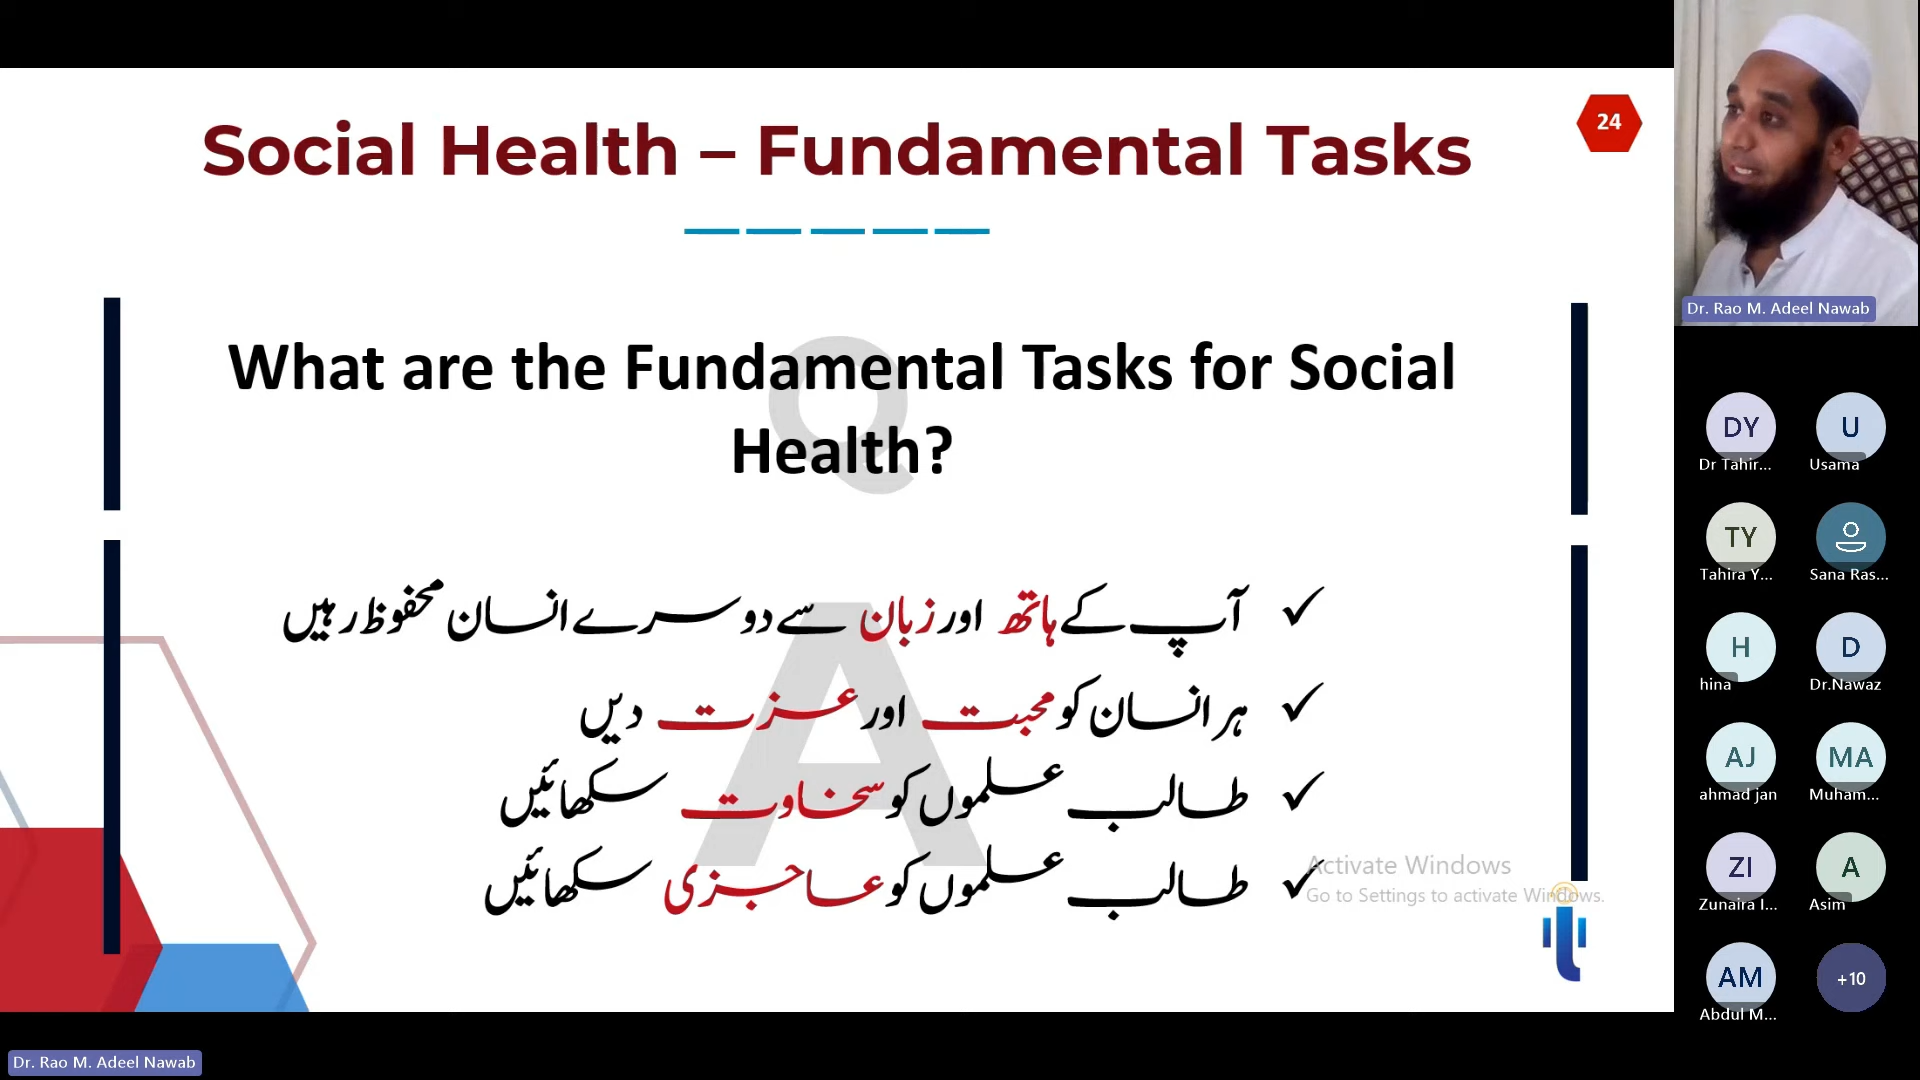 Social Health – Fundamental Tasks
24
What are the Fundamental Tasks for Social
Health?
✓ آپ کے ہاتھ اور زبان سے دوسرے انسان محفوظ رہیں
✓ ہر انسان کو محبت اور عزت دیں
✓ طالب علموں کو سخاوت سکھائیں
✓ طالب علموں کو عاجزی سکھائیں
Activate Windows
Go to Settings to activate Windows.
Dr. Rao M. Adeel Nawab
DY
Dr Tahir...
U
Usama
TY
Tahira Y...
Sana Ras...
H
hina
D
Dr.Nawaz
AJ
ahmad jan
MA
Muham...
ZI
Zunaira I...
A
Asim
AM
Abdul M...
+10
Dr. Rao M. Adeel Nawab